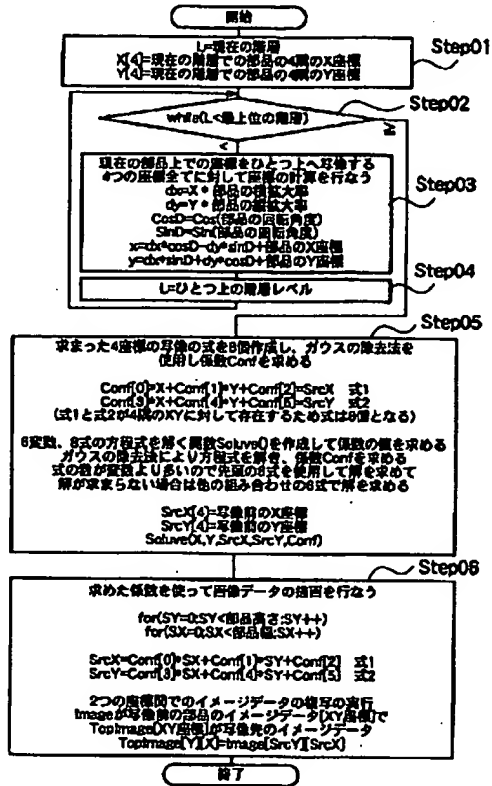 開始
L=現在の階層
X[4]=現在の階層での部品の4隅のX座標
Y[4]=現在の階層での部品の4隅のY座標
Step01
Step02
while(L<最上位の階層)
現在の部品上での座標をひとつ上へ写像する
4つの座標全てに対して座標の計算を行なう
dx=X * 部品の横拡大率
dy=Y * 部品の縦拡大率
CosD=Cos(部品の回転角度)
SinD=Sin(部品の回転角度)
x=dx*cosD-dy*sinD+部品のX座標
y=dx*sinD+dy*cosD+部品のY座標
Step03
Step04
L=ひとつ上の階層レベル
Step05
求まった4座標の写像の式を8個作成し、ガウスの除去法を
使用し係数Confを求める
Conf[0]*X+Conf[1]*Y+Conf[2]=SrcX 式1
Conf[3]*X+Conf[4]*Y+Conf[5]=SrcY 式2
(式1と式2が4隅のXYに対して存在するため式は8個となる)
6変数、8式の方程式を解く関数Soluve()を作成して係数の値を求める
ガウスの除去法により方程式を解き、係数Confを求める
式の数が変数より多いので先頭の6式を使用して解を求めて
解が求まらない場合は他の組み合わせの6式で解を求める
SrcX[4]=写像前のX座標
SrcY[4]=写像前のY座標
Soluve(X,Y,SrcX,SrcY,Conf)
Step06
求めた係数を使って画像データの描画を行なう
for(SY=0;SY<部品高さ;SY++)
for(SX=0;SX<部品幅;SX++)
SrcX=Conf[0]*SX+Conf[1]*SY+Conf[2] 式1
SrcY=Conf[3]*SX+Conf[4]*SY+Conf[5] 式2
2つの座標間でのイメージデータの複写の実行
Imageが写像前の部品のイメージデータ[XY座標]で
TopImage[XY座標]が写像先のイメージデータ
TopImage[Y][X]=Image[SrcY][SrcX]
終了